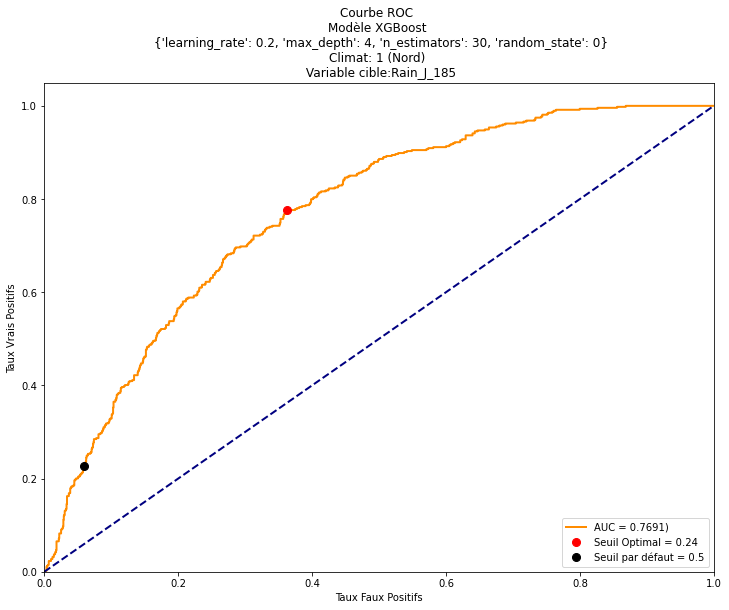 Courbe ROC
Modèle XGBoost
{'learning_rate': 0.2, 'max_depth': 4, 'n_estimators': 30, 'random_state': 0}
Climat: 1 (Nord)
Variable cible:Rain_J_185
Taux Vrais Positifs
1.0
0.8
0.6
0.4
0.2
0.0
0.0
0.2
0.4
0.6
0.8
1.0
Taux Faux Positifs
AUC = 0.7691)
Seuil Optimal = 0.24
Seuil par défaut = 0.5